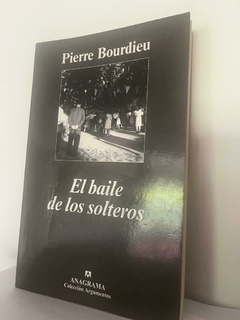 Pierre Bourdieu
El baile
de los solteros
ANAGRAMA
Colección Argumentos